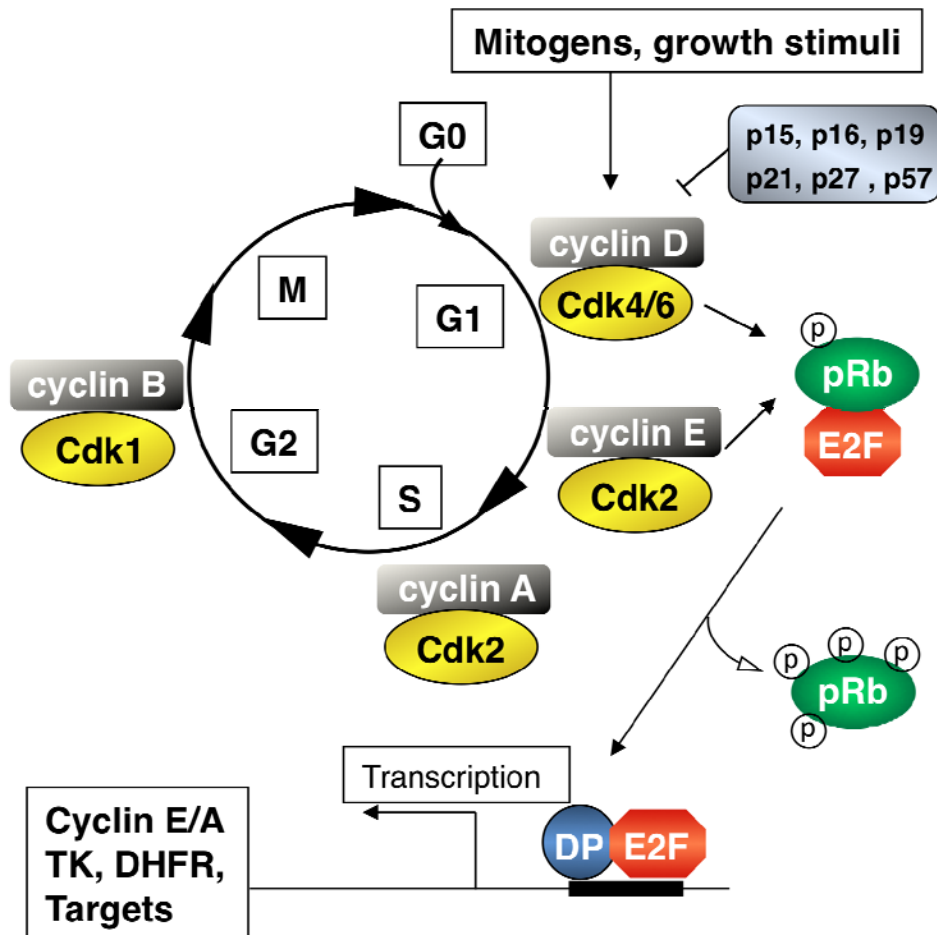 Mitogens, growth stimuli
p15, p16, p19
p21, p27 , p57
G0
cyclin D
Cdk4/6
M
G1
p
pRb
E2F
cyclin B
Cdk1
G2
cyclin E
Cdk2
S
cyclin A
Cdk2
p
p
p
pRb
p
Transcription
DP
E2F
Cyclin E/A
TK, DHFR,
Targets